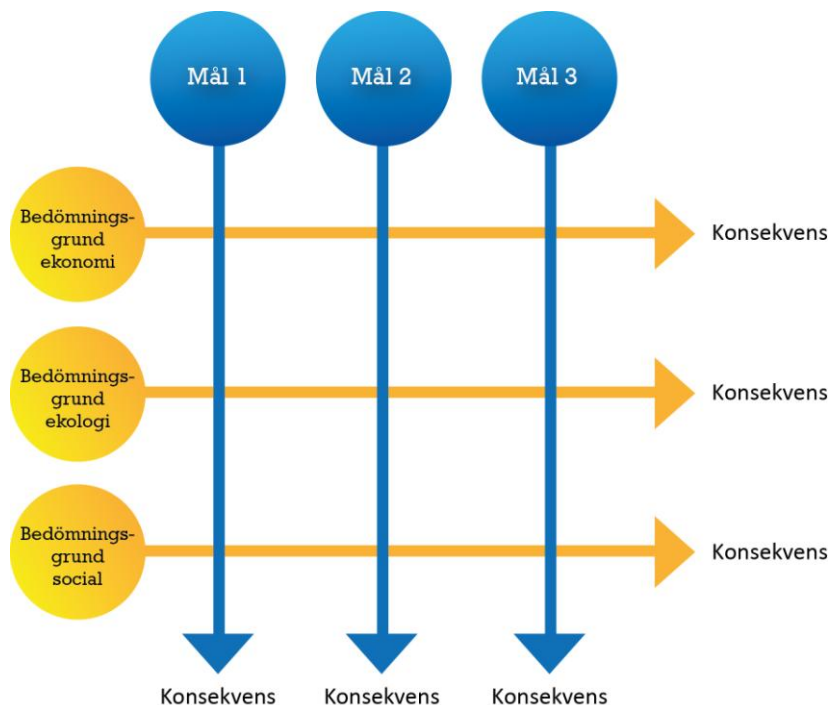 Mål 1
Mål 2
Mål 3
Bedömnings-
grund
ekonomi
Konsekvens
Bedömnings-
grund
ekologi
Konsekvens
Bedömnings-
grund
social
Konsekvens
Konsekvens
Konsekvens
Konsekvens